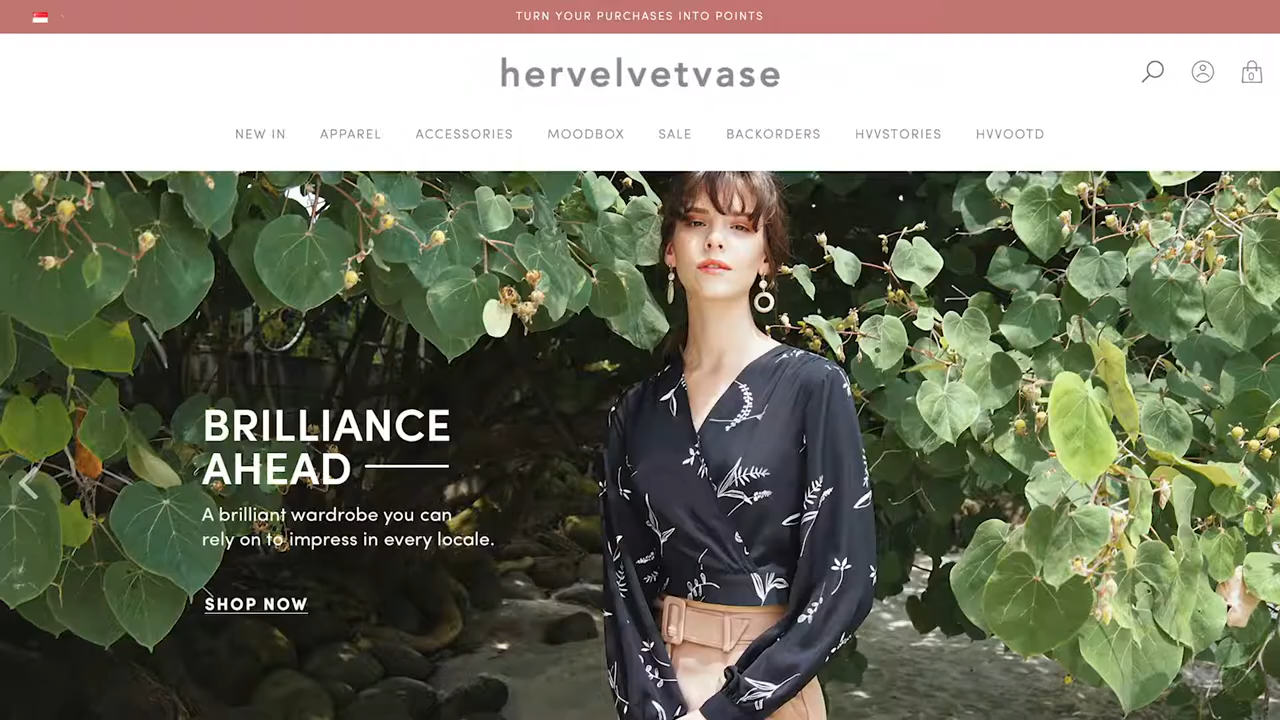 TURN YOUR PURCHASES INTO POINTS
hervelvetvase
0
NEW IN APPAREL ACCESSORIES MOODBOX SALE BACKORDERS HVVSTORIES HVVOOTD
BRILLIANCE
AHEAD
A brilliant wardrobe you can
rely on to impress in every locale.
SHOP NOW